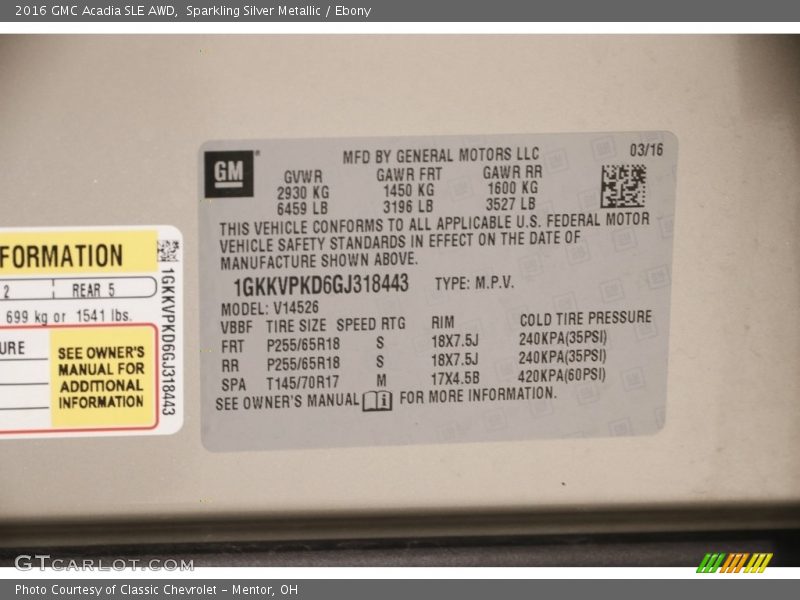 2016 GMC Acadia SLE AWD, Sparkling Silver Metallic / Ebony
GM
MFD BY GENERAL MOTORS LLC
03/16
GVWR GAWR FRT GAWR RR
2930 KG 1450 KG 1600 KG
6459 LB 3196 LB 3527 LB
THIS VEHICLE CONFORMS TO ALL APPLICABLE U.S. FEDERAL MOTOR
VEHICLE SAFETY STANDARDS IN EFFECT ON THE DATE OF
MANUFACTURE SHOWN ABOVE.
1GKKVPKD6GJ318443 TYPE: M.P.V.
MODEL: V14526
VBBF TIRE SIZE SPEED RTG RIM COLD TIRE PRESSURE
FRT P255/65R18 S 18X7.5J 240KPA(35PSI)
RR P255/65R18 S 18X7.5J 240KPA(35PSI)
SPA T145/70R17 M 17X4.5B 420KPA(60PSI)
SEE OWNER'S MANUAL FOR MORE INFORMATION.
FORMATION
2 REAR 5
699 kg or 1541 lbs.
URE
SEE OWNER'S
MANUAL FOR
ADDITIONAL
INFORMATION
1GKKVPKD6GJ318443
GTCARLOT.COM
Photo Courtesy of Classic Chevrolet - Mentor, OH